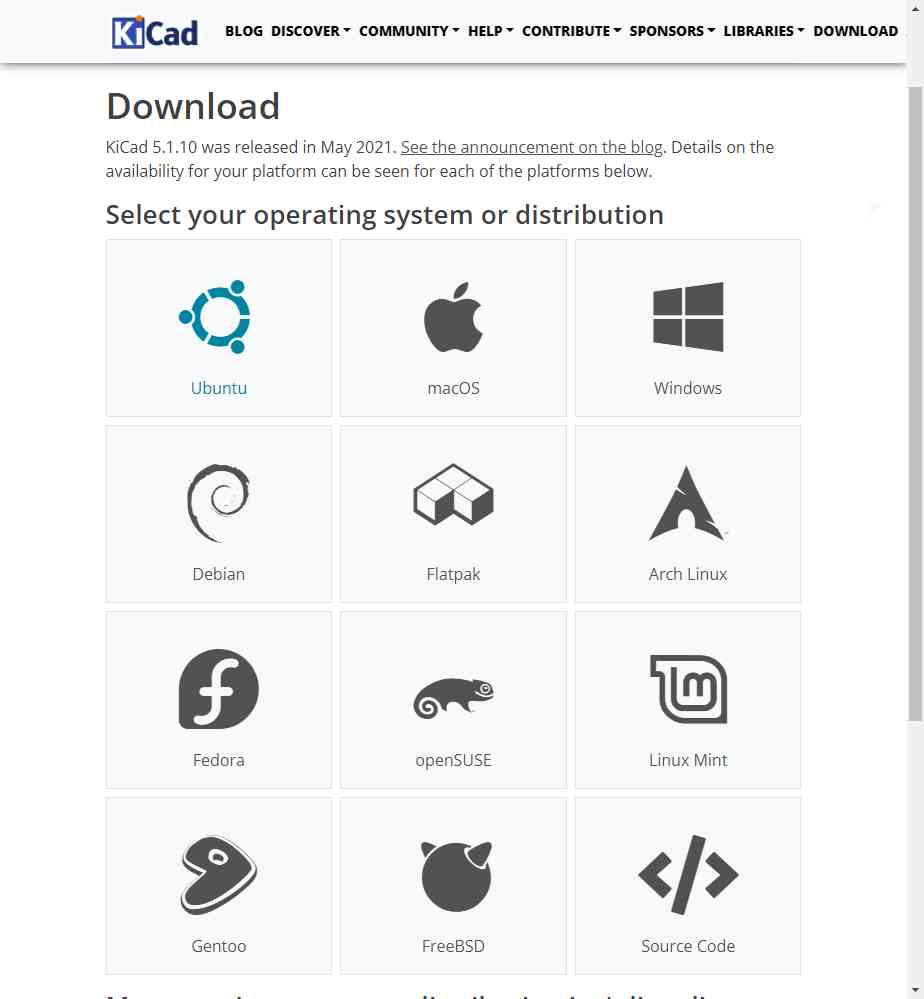 KiCad BLOG DISCOVER COMMUNITY HELP CONTRIBUTE SPONSORS LIBRARIES DOWNLOAD
Download
KiCad 5.1.10 was released in May 2021. See the announcement on the blog. Details on the
availability for your platform can be seen for each of the platforms below.
Select your operating system or distribution
Ubuntu macOS Windows
Debian Flatpak Arch Linux
Fedora openSUSE Linux Mint
Gentoo FreeBSD Source Code